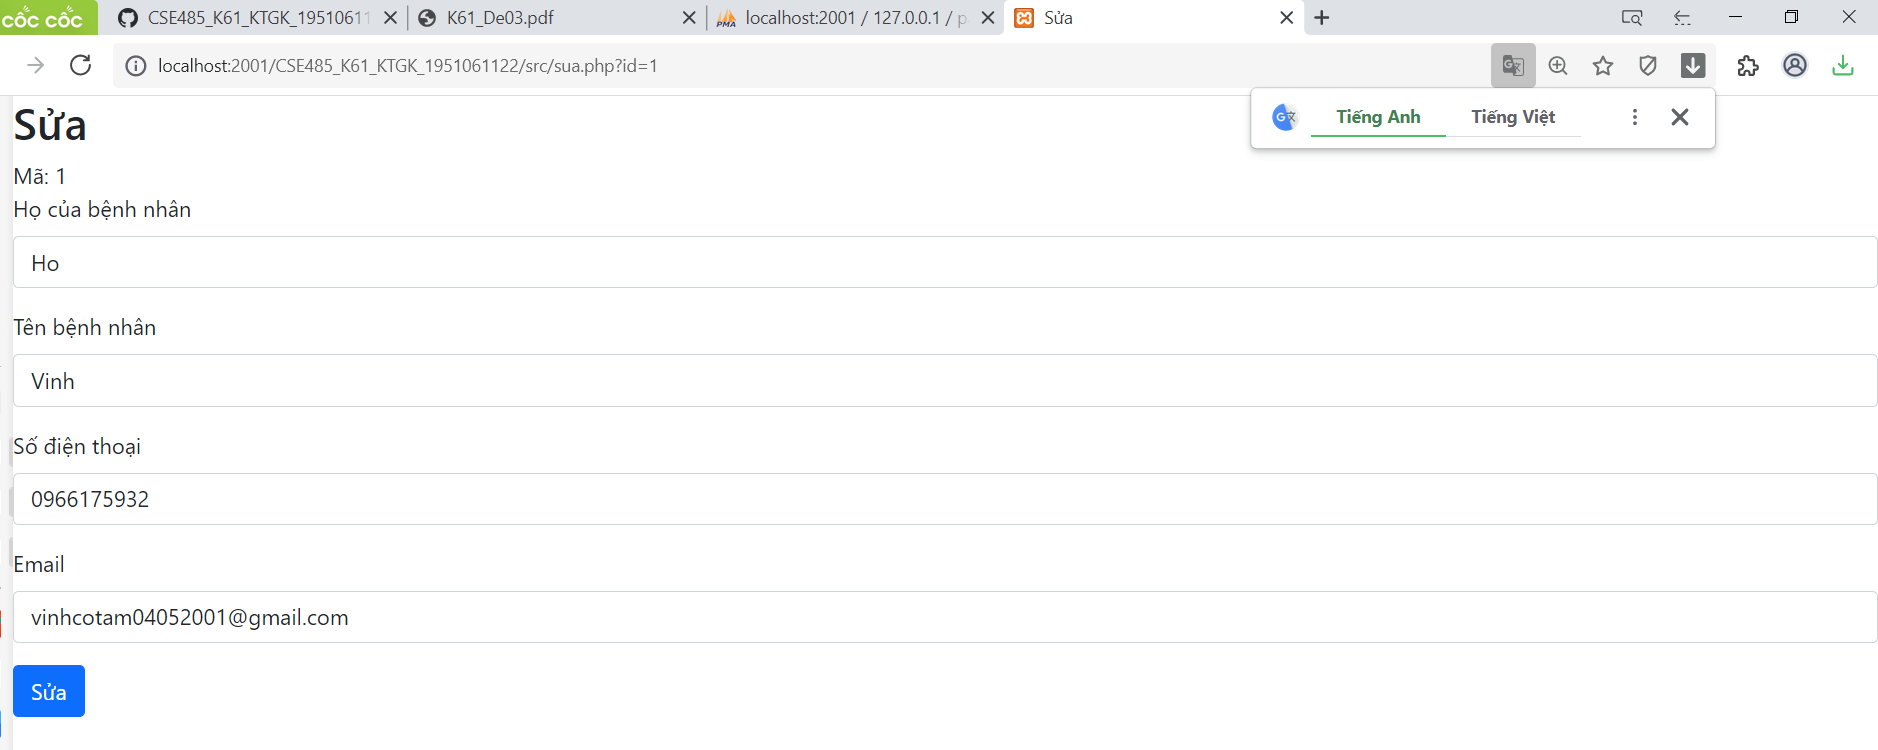 cốc cốc
CSE485_K61_KTGK_19510611
K61_De03.pdf
localhost:2001 / 127.0.0.1 / p
Sửa
localhost:2001/CSE485_K61_KTGK_1951061122/src/sua.php?id=1
Tiếng Anh
Tiếng Việt
Sửa
Mã: 1
Họ của bệnh nhân
Ho
Tên bệnh nhân
Vinh
Số điện thoại
0966175932
Email
vinhcotam04052001@gmail.com
Sửa